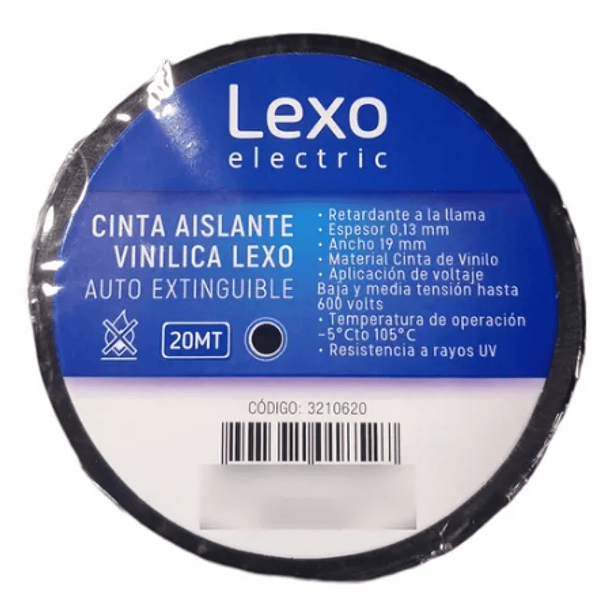 Lexo
electric
CINTA AISLANTE
VINILICA LEXO
AUTO EXTINGUIBLE
20MT
• Retardante a la llama
• Espesor 0,13 mm
• Ancho 19 mm
• Material Cinta de Vinilo
• Aplicación de voltaje
Baja y media tensión hasta
600 volts
• Temperatura de operación
-5°Cto 105°C
• Resistencia a rayos UV
CÓDIGO: 3210620